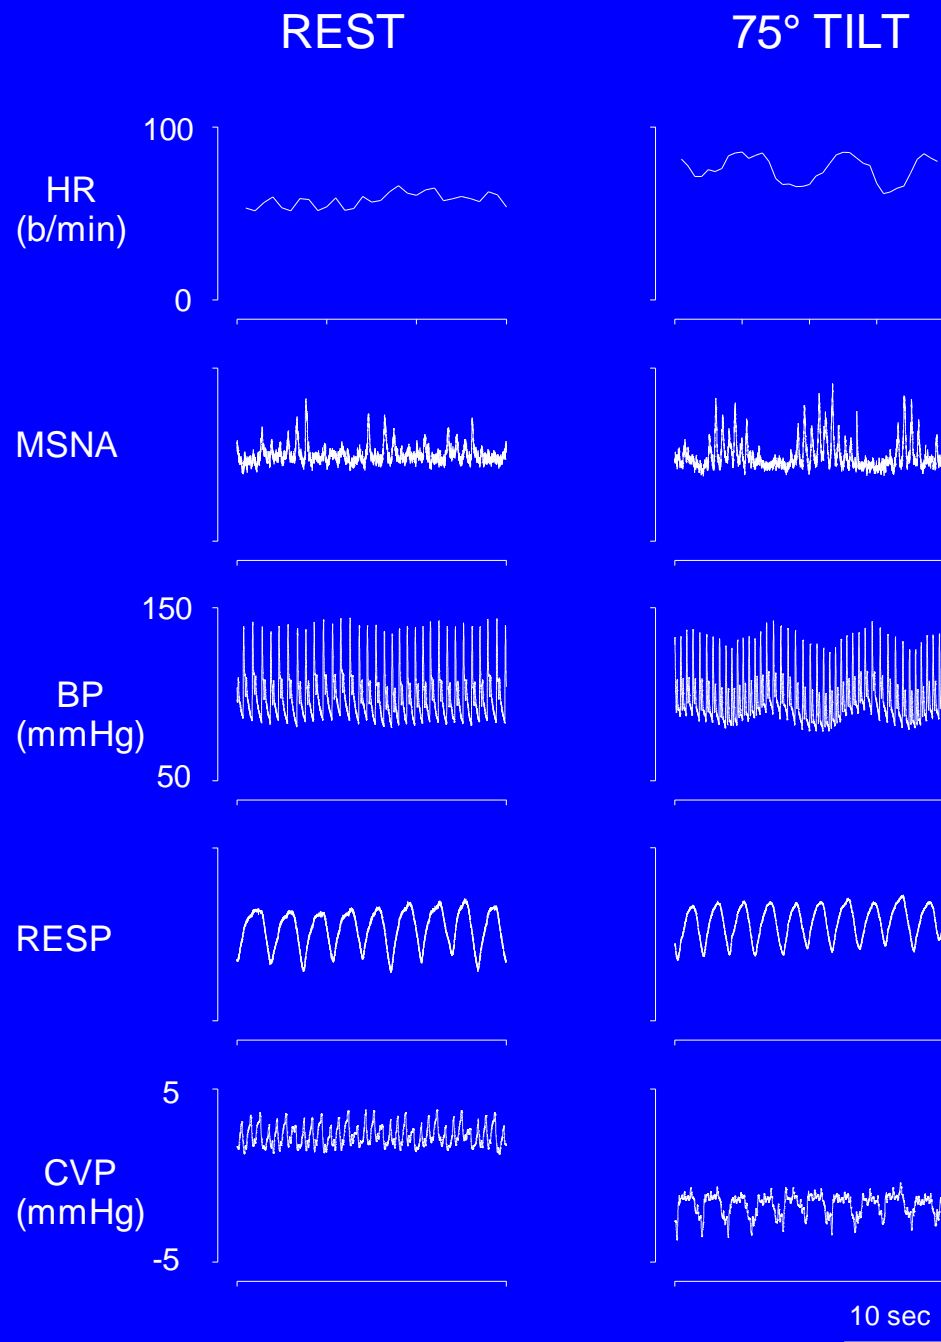 REST
75° TILT
100
HR
(b/min)
0
MSNA
150
BP
(mmHg)
50
RESP
5
CVP
(mmHg)
-5
10 sec